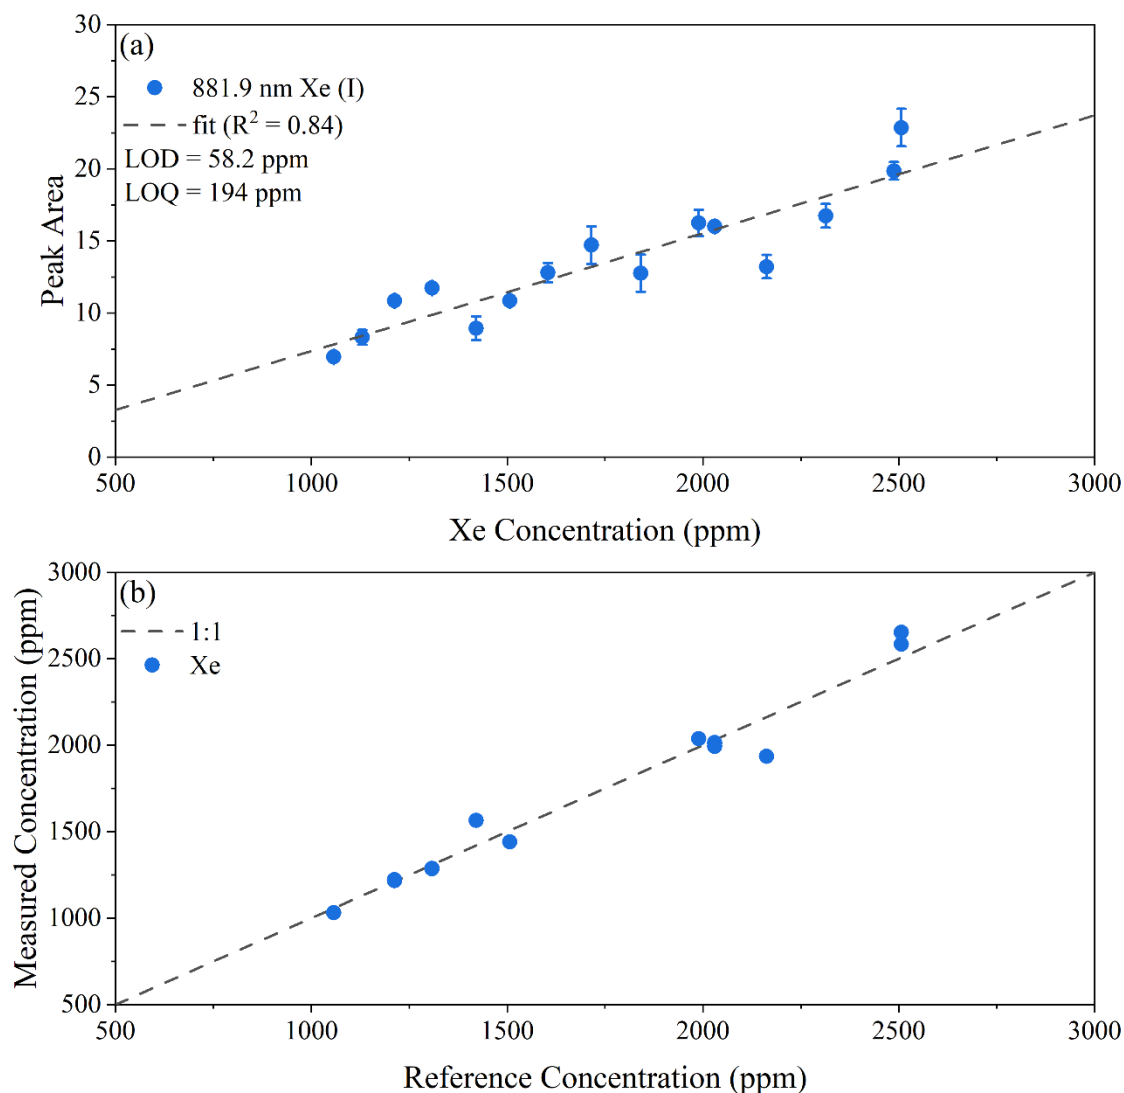 (a)
881.9 nm Xe (I)
fit (R² = 0.84)
LOD = 58.2 ppm
LOQ = 194 ppm
Peak Area
30
25
20
15
10
5
0
500 1000 1500 2000 2500 3000
Xe Concentration (ppm)
(b)
1:1
Xe
Measured Concentration (ppm)
3000
2500
2000
1500
1000
500
500 1000 1500 2000 2500 3000
Reference Concentration (ppm)